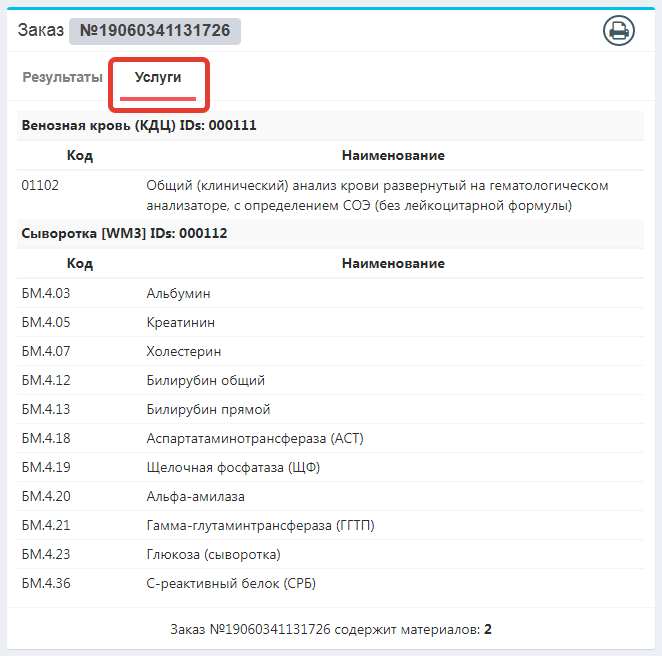 Заказ №19060341131726
Результаты Услуги
Венозная кровь (КДЦ) IDs: 000111
Код Наименование
01102 Общий (клинический) анализ крови развернутый на гематологическом
анализаторе, с определением СОЭ (без лейкоцитарной формулы)
Сыворотка [WM3] IDs: 000112
Код Наименование
БМ.4.03 Альбумин
БМ.4.05 Креатинин
БМ.4.07 Холестерин
БМ.4.12 Билирубин общий
БМ.4.13 Билирубин прямой
БМ.4.18 Аспартатаминотрансфераза (АСТ)
БМ.4.19 Щелочная фосфатаза (ЩФ)
БМ.4.20 Альфа-амилаза
БМ.4.21 Гамма-глутаминтрансфераза (ГГТП)
БМ.4.23 Глюкоза (сыворотка)
БМ.4.36 С-реактивный белок (СРБ)
Заказ №19060341131726 содержит материалов: 2